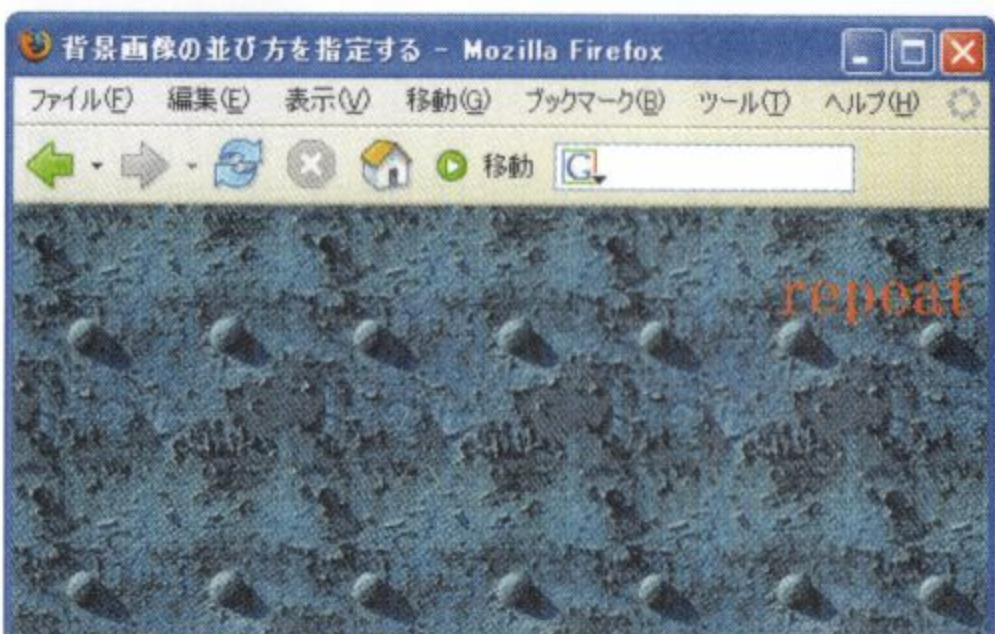 背景画像の並び方を指定する - Mozilla Firefox
ファイル(F) 編集(E) 表示(V) 移動(G) ブックマーク(B) ツール(T) ヘルプ(H)
移動 G
repeat